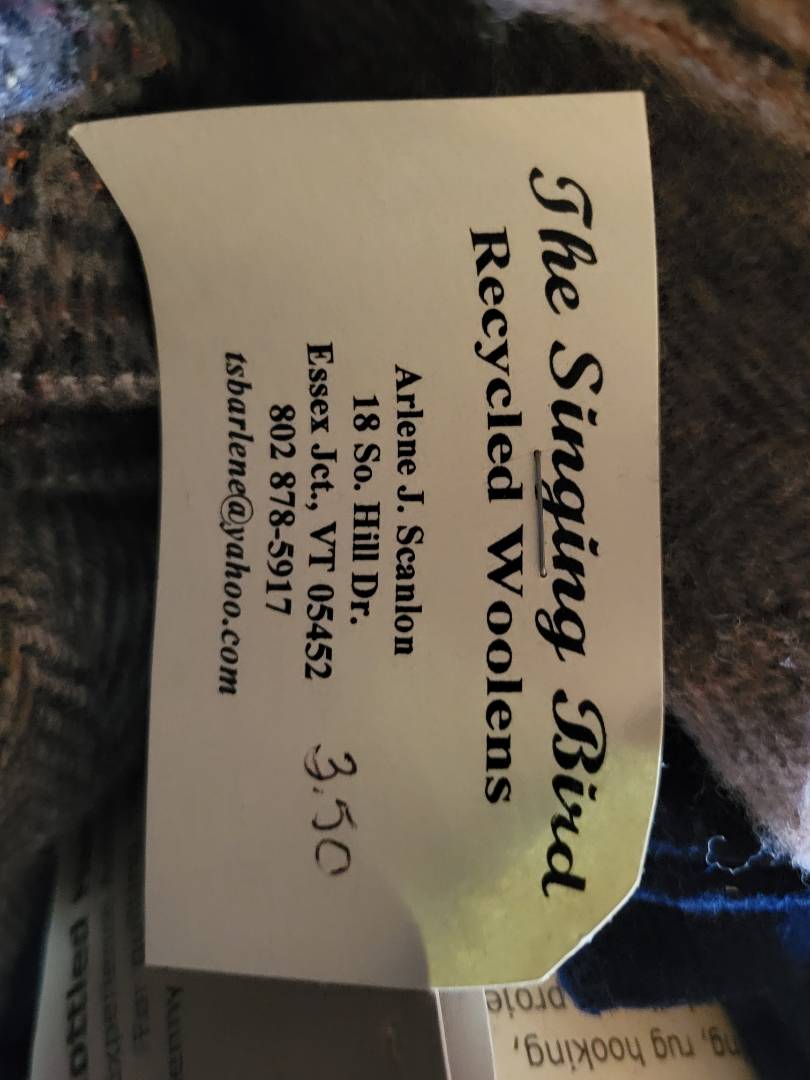 The Singing Bird
Recycled Woolens
Arlene J. Scanlon
18 So. Hill Dr.
Essex Jct., VT 05452
802 878-5917
tsbarlene@yahoo.com
3.50
rug hooking,